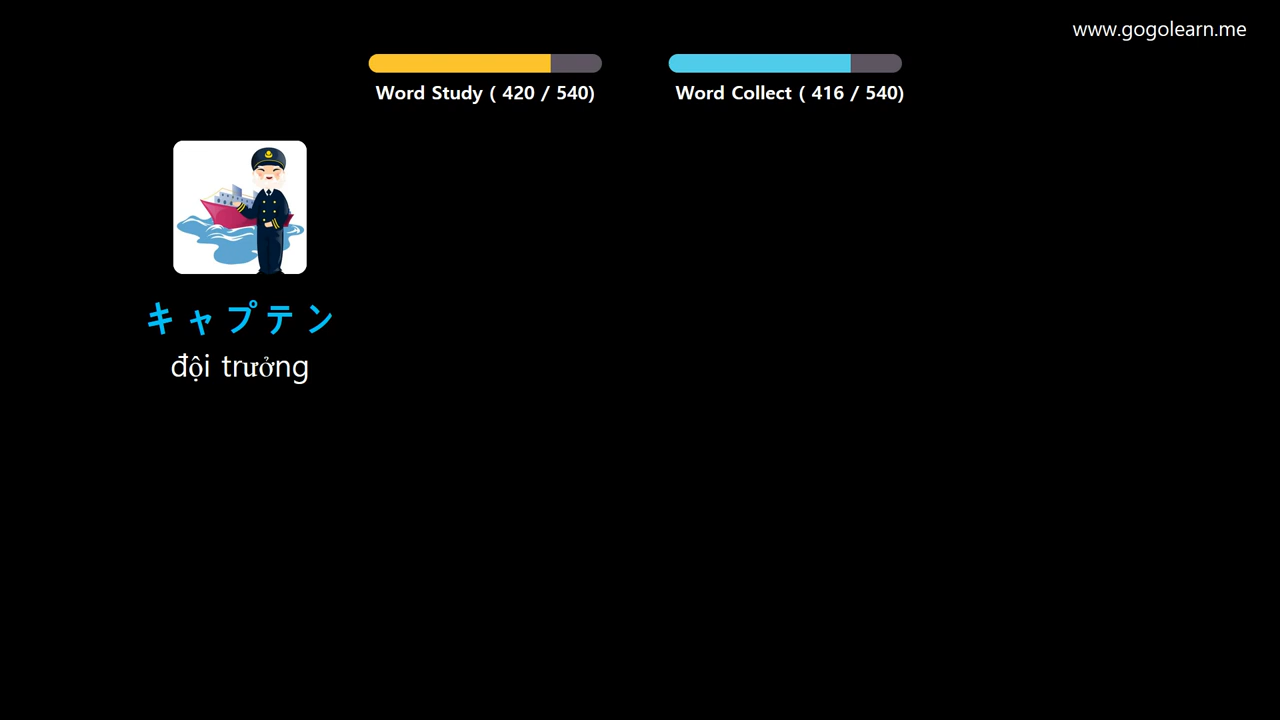 www.gogolearn.me
Word Study ( 420 / 540)
Word Collect ( 416 / 540)
キャプテン
đội trưởng